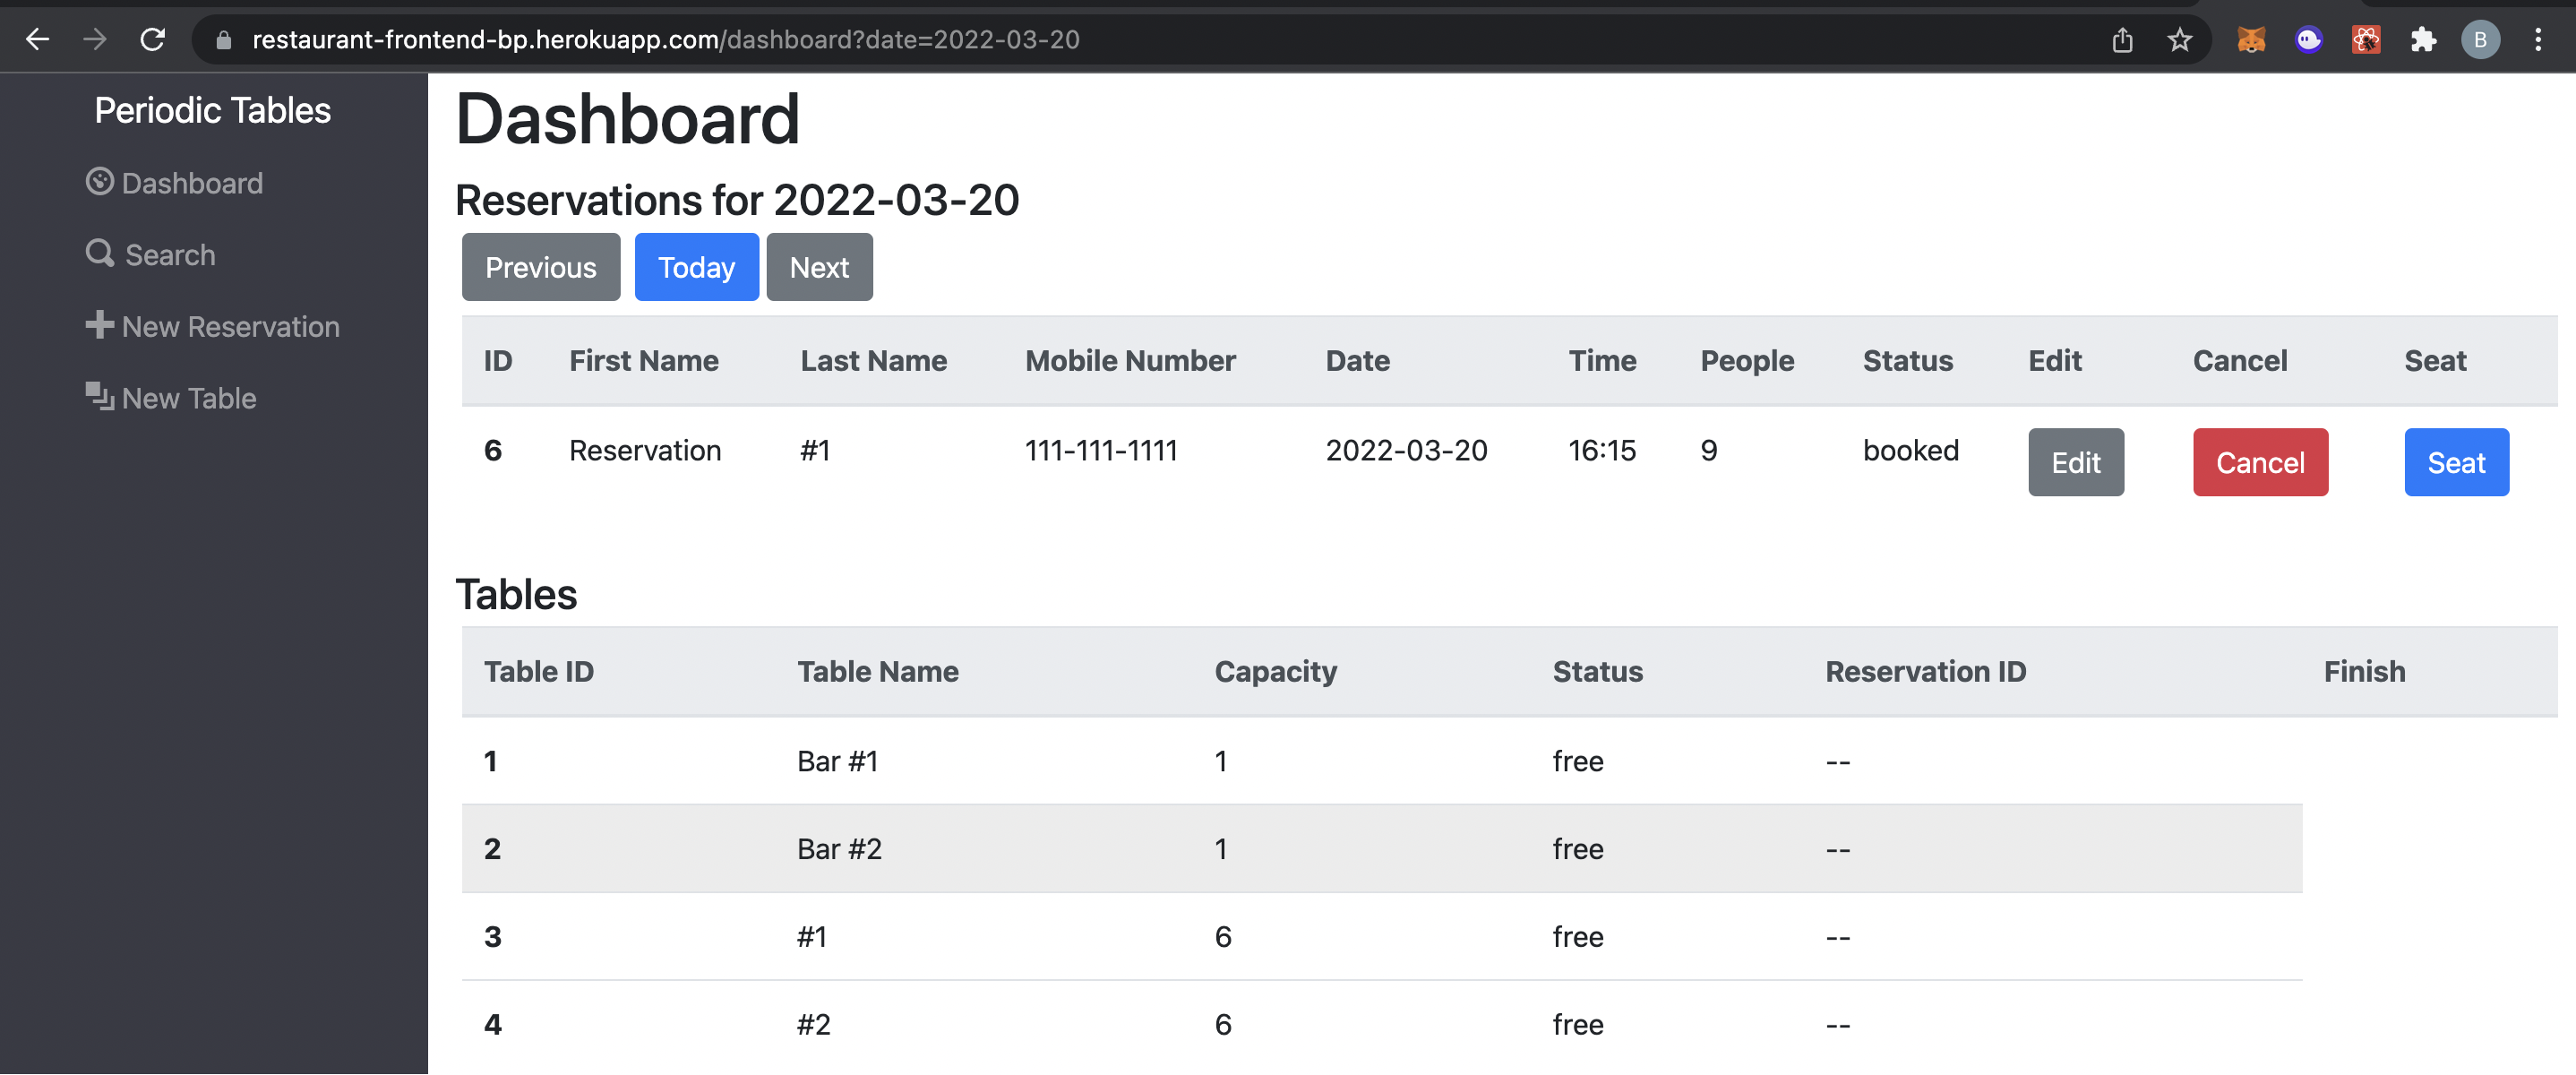 restaurant-frontend-bp.herokuapp.com/dashboard?date=2022-03-20
B
Periodic Tables
Dashboard
Search
New Reservation
New Table
Dashboard
Reservations for 2022-03-20
Previous Today Next
ID First Name Last Name Mobile Number Date Time People Status Edit Cancel Seat
6 Reservation #1 111-111-1111 2022-03-20 16:15 9 booked Edit Cancel Seat
Tables
Table ID Table Name Capacity Status Reservation ID Finish
1 Bar #1 1 free --
2 Bar #2 1 free --
3 #1 6 free --
4 #2 6 free --